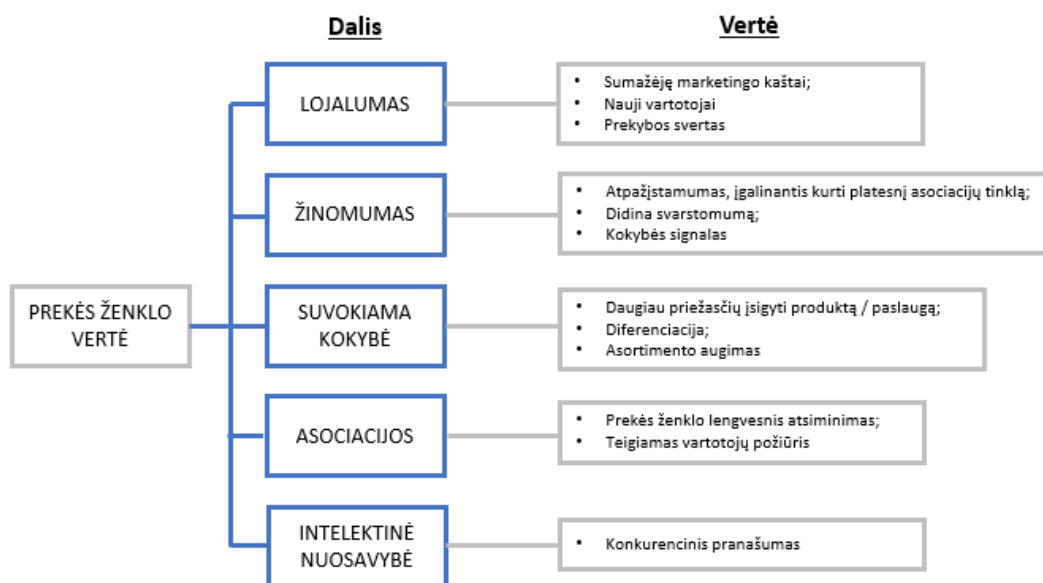 Dalis
Vertė
PREKĖS ŽENKLO
VERTĖ
LOJALUMAS
• Sumažėję marketingo kaštai;
• Nauji vartotojai
• Prekybos svertas
ŽINOMUMAS
• Atpažįstamumas, įgalinantis kurti platesnį asociacijų tinklą;
• Didina svarstomumą;
• Kokybės signalas
SUVOKIAMA
KOKYBĖ
• Daugiau priežasčių įsigyti produktą / paslaugą;
• Diferenciacija;
• Asortimento augimas
ASOCIACIJOS
• Prekės ženklo lengvesnis atsiminimas;
• Teigiamas vartotojų požiūris
INTELEKTINĖ
NUOSAVYBĖ
• Konkurencinis pranašumas